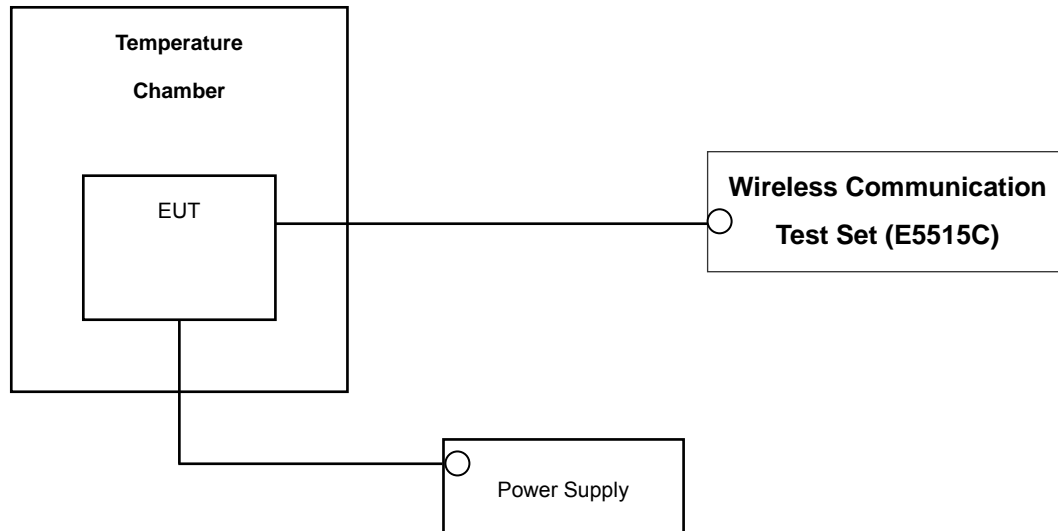 Temperature
Chamber
EUT
Wireless Communication
Test Set (E5515C)
Power Supply